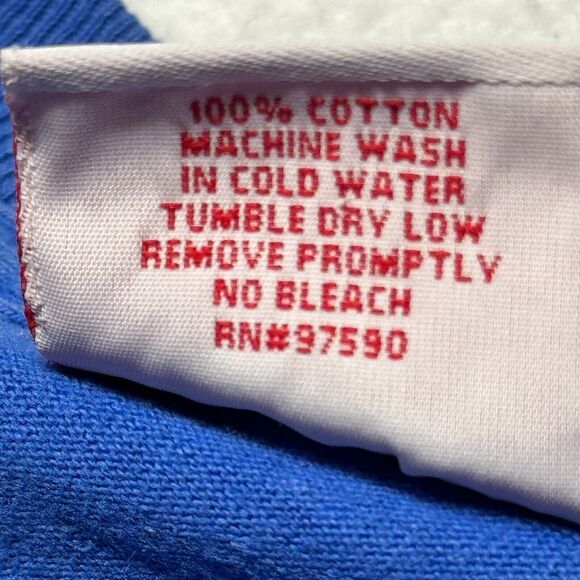 100% COTTON
MACHINE WASH
IN COLD WATER
TUMBLE DRY LOW
REMOVE PROMPTLY
NO BLEACH
RN#97590